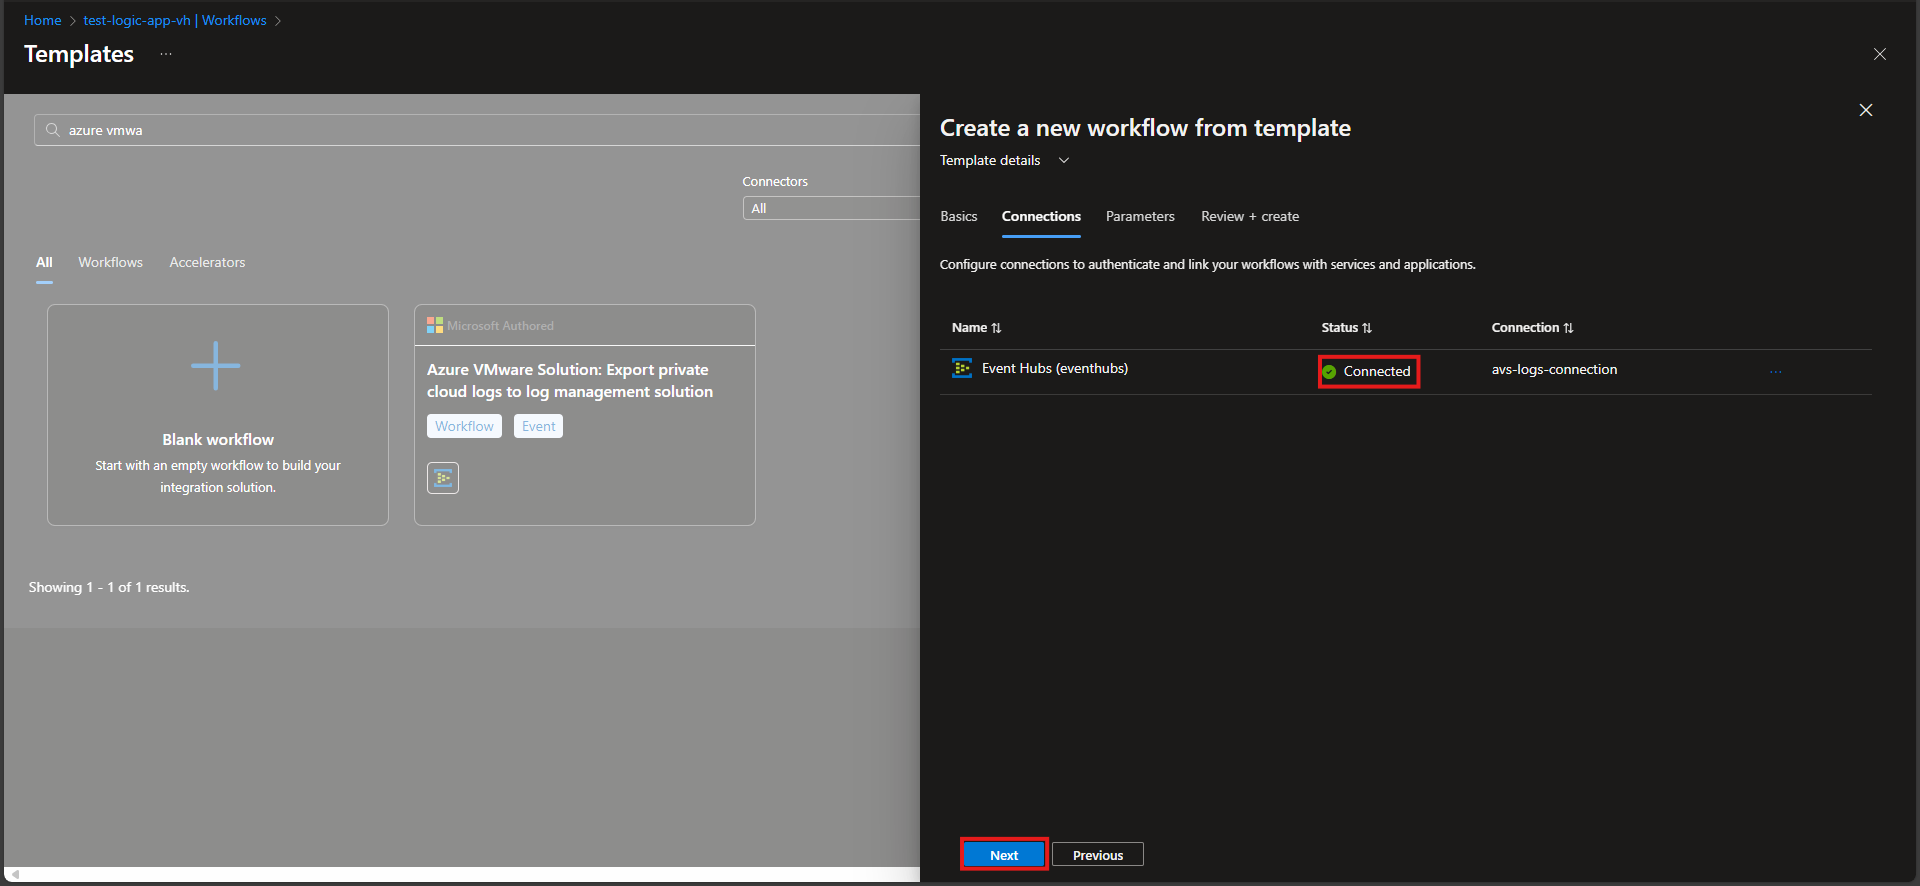 Home > test-logic-app-vh | Workflows >
Templates ...
azure vmwa
Connectors
All
All Workflows Accelerators
Blank workflow
Start with an empty workflow to build your
integration solution.
Microsoft Authored
Azure VMware Solution: Export private
cloud logs to log management solution
Workflow Event
Showing 1 - 1 of 1 results.
Create a new workflow from template
Template details
Basics Connections Parameters Review + create
Configure connections to authenticate and link your workflows with services and applications.
Name Status Connection
Event Hubs (eventhubs) Connected avs-logs-connection ...
Next Previous